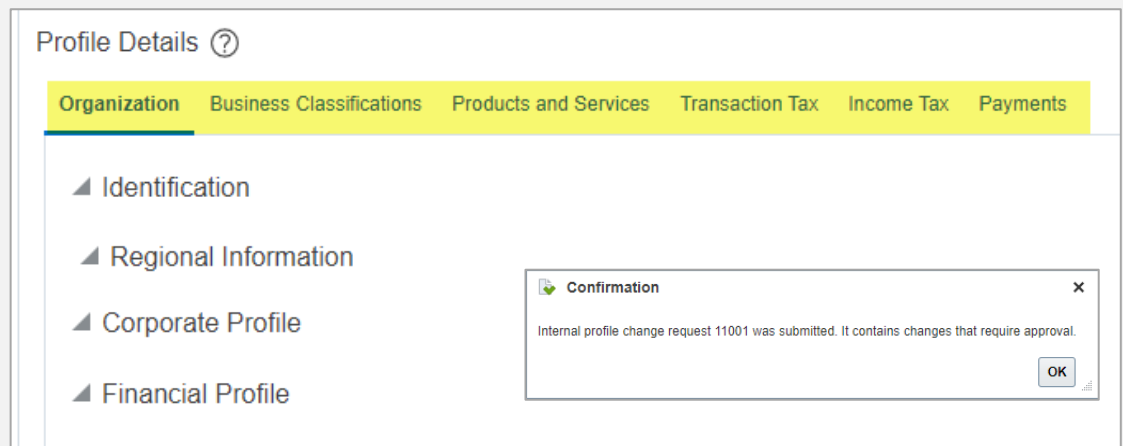 Profile Details ?
Organization Business Classifications Products and Services Transaction Tax Income Tax Payments
Identification
Regional Information
Corporate Profile
Financial Profile
Confirmation
Internal profile change request 11001 was submitted. It contains changes that require approval.
OK